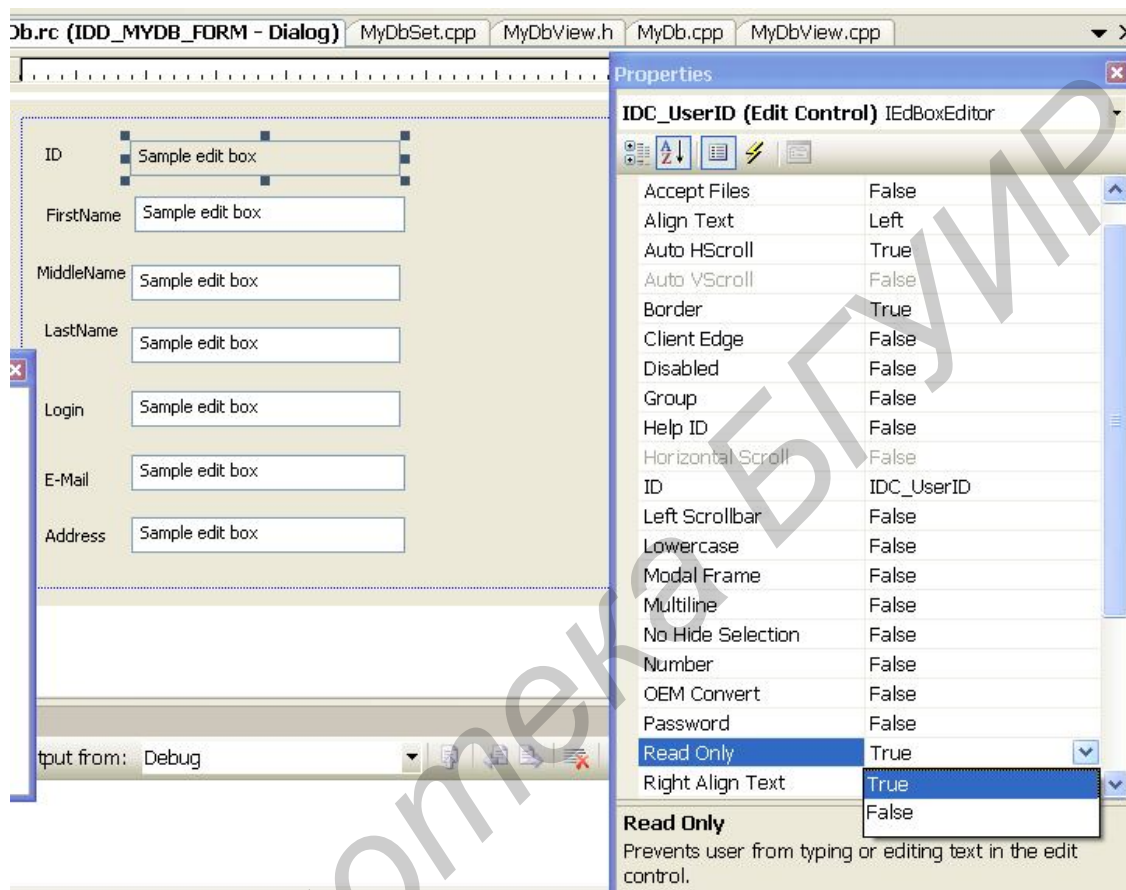 Db.rc (IDD_MYDB_FORM - Dialog) MyDbSet.cpp MyDbView.h MyDb.cpp MyDbView.cpp
Properties
IDC_UserID (Edit Control) IEdBoxEditor
ID Sample edit box
FirstName Sample edit box
MiddleName Sample edit box
LastName Sample edit box
Login Sample edit box
E-Mail Sample edit box
Address Sample edit box
Accept Files False
Align Text Left
Auto HScroll True
Auto VScroll False
Border True
Client Edge False
Disabled False
Group False
Help ID False
Horizontal Scroll False
ID IDC_UserID
Left Scrollbar False
Lowercase False
Modal Frame False
Multiline False
No Hide Selection False
Number False
OEM Convert False
Password False
Read Only True
Right Align Text
True
False
Read Only
Prevents user from typing or editing text in the edit
control.
tput from: Debug
отека БГУИР